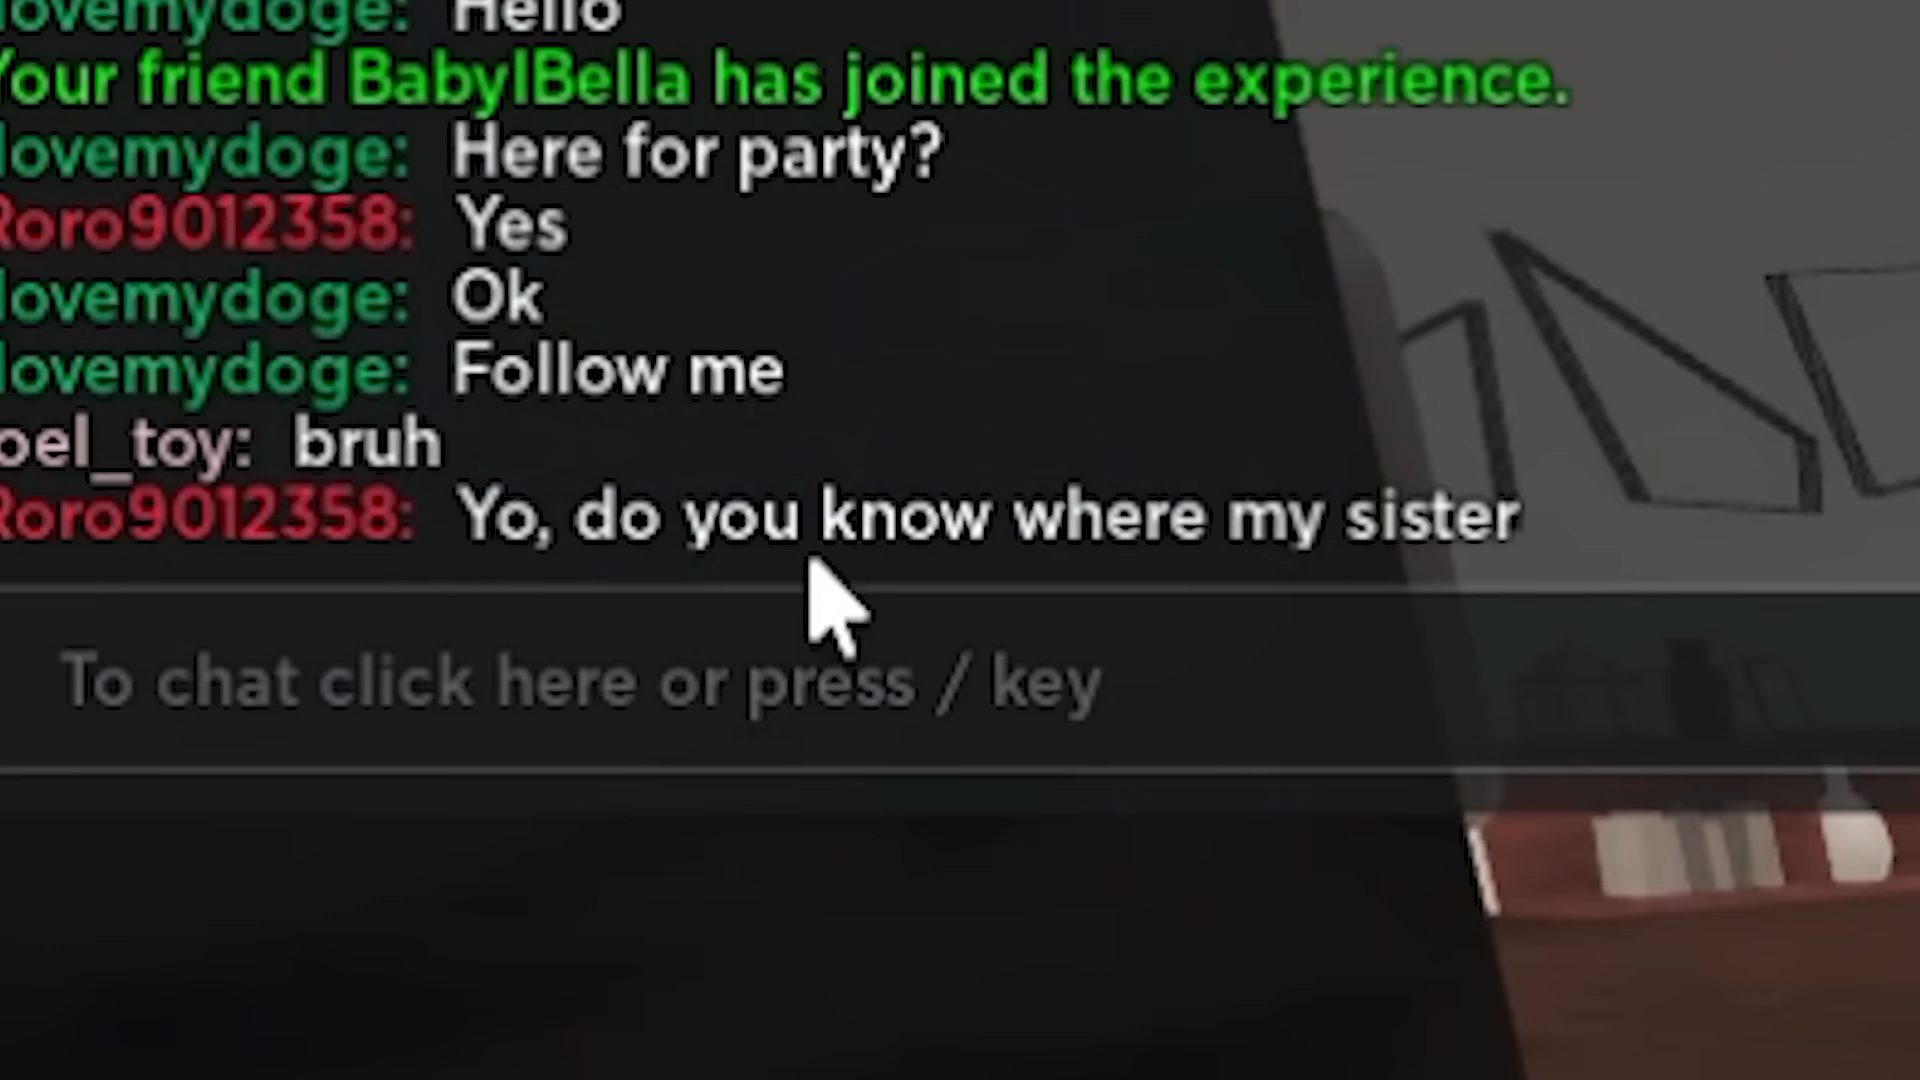 lovemydoge: Hello
Your friend BabyIBella has joined the experience.
lovemydoge: Here for party?
Roro9012358: Yes
lovemydoge: Ok
lovemydoge: Follow me
oel_toy: bruh
Roro9012358: Yo, do you know where my sister
To chat click here or press / key